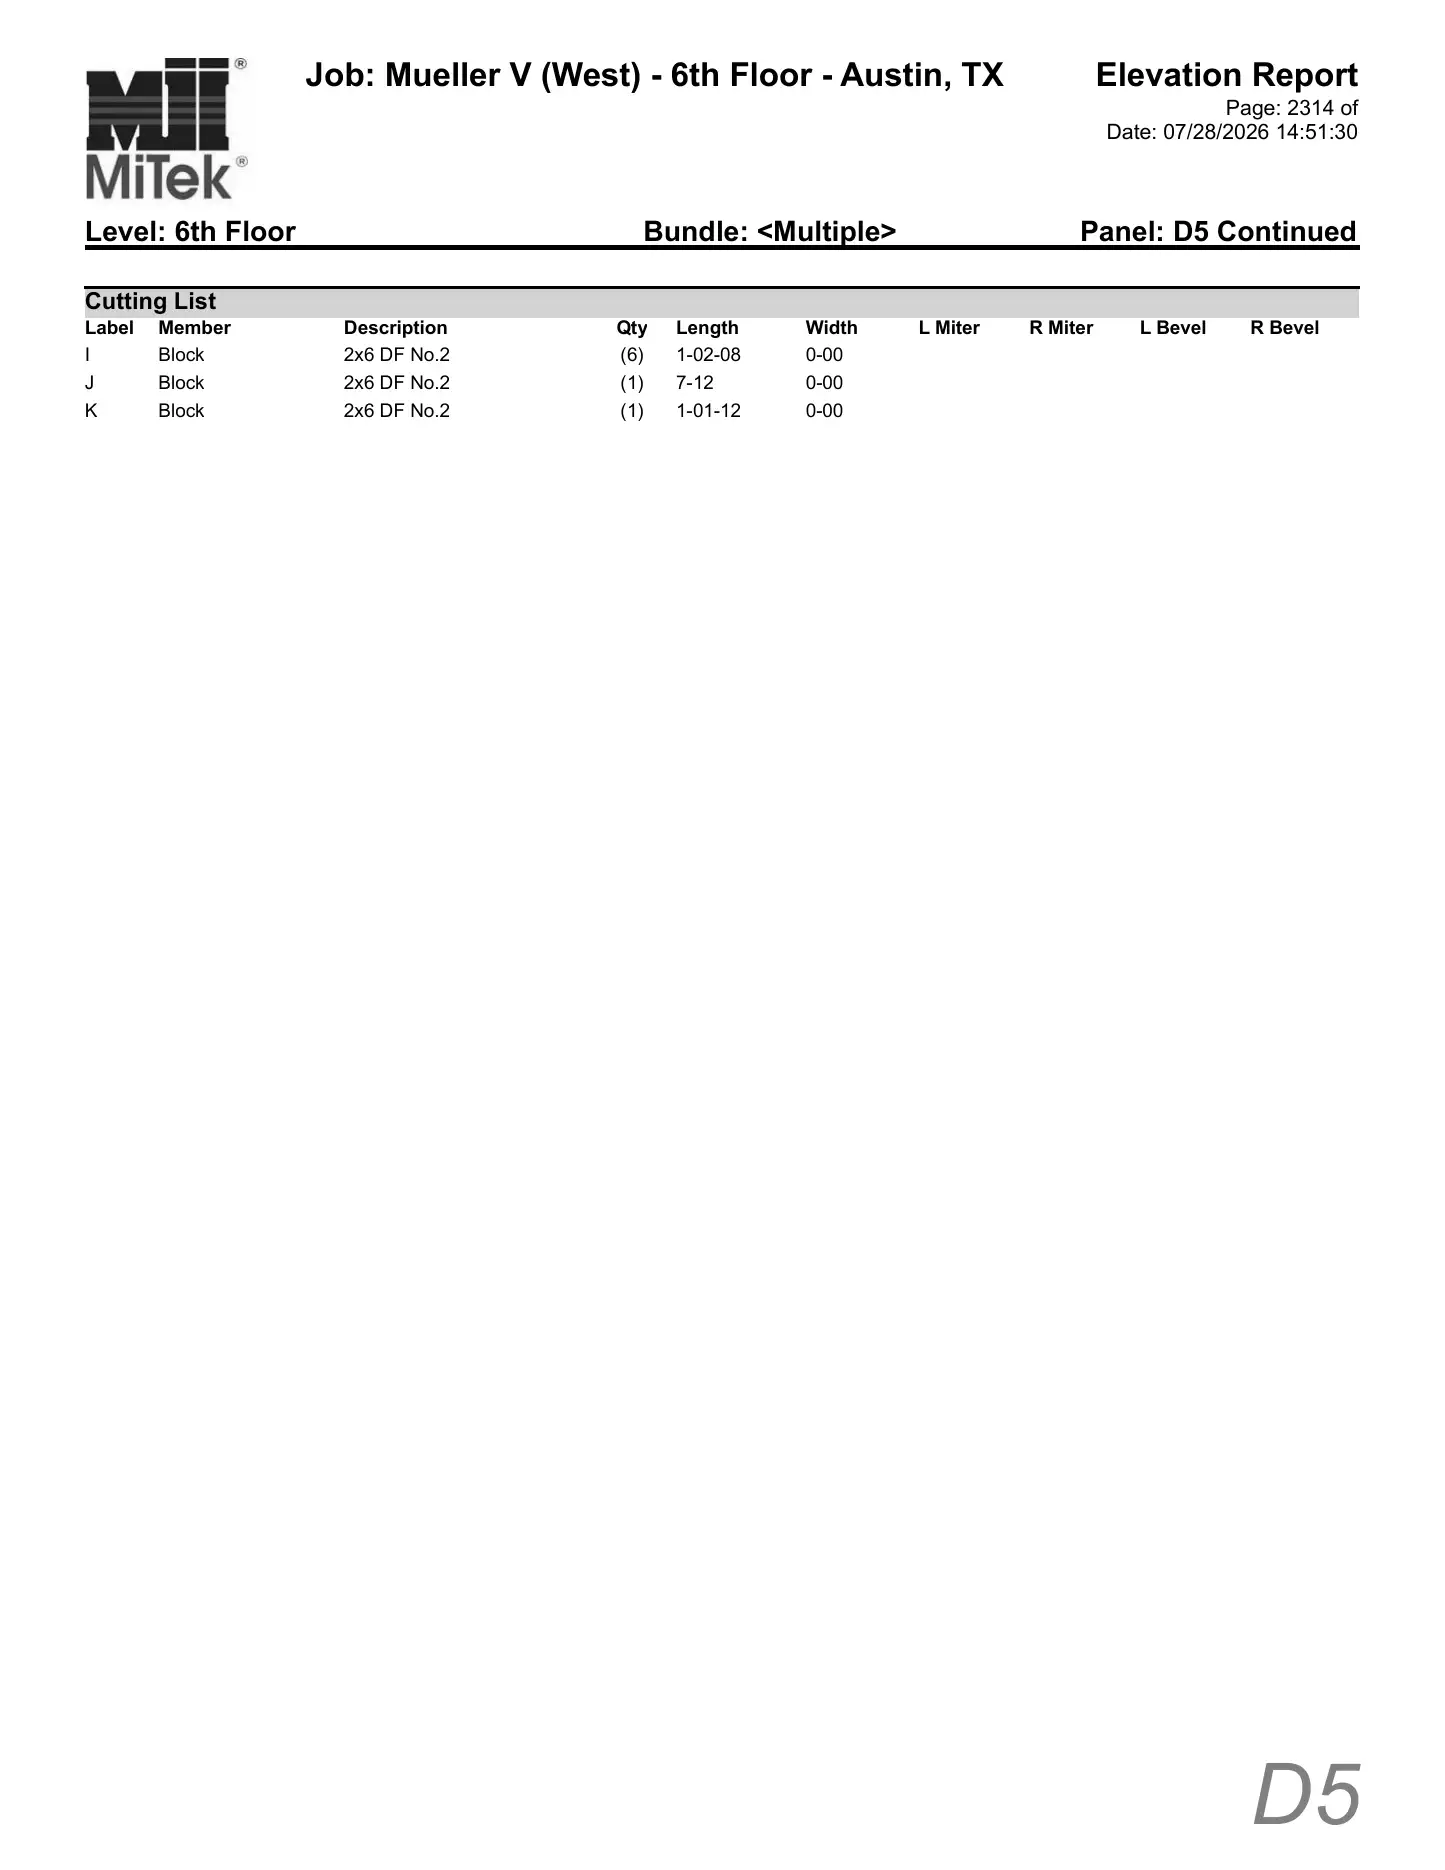 MiTek®
®
Job: Mueller V (West) - 6th Floor - Austin, TX
Elevation Report
Page: 2314 of
Date: 07/28/2026 14:51:30
Level: 6th Floor Bundle: <Multiple> Panel: D5 Continued
Cutting List
Label Member Description Qty Length Width L Miter R Miter L Bevel R Bevel
I Block 2x6 DF No.2 (6) 1-02-08 0-00
J Block 2x6 DF No.2 (1) 7-12 0-00
K Block 2x6 DF No.2 (1) 1-01-12 0-00
D5